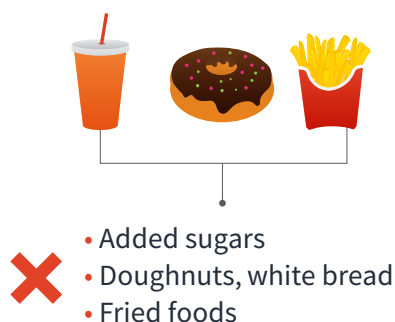 • Added sugars
• Doughnuts, white bread
• Fried foods